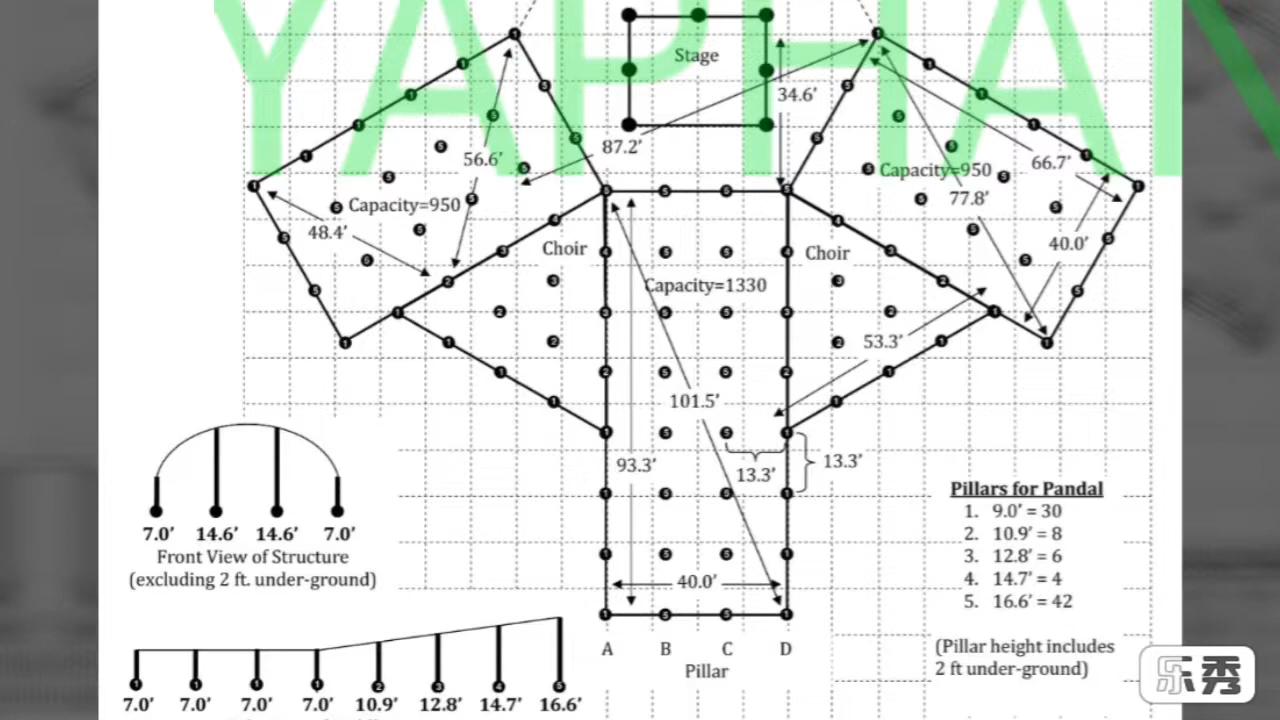 YAPHAN
Stage
34.6′
87.2′
56.6′
Capacity=950
48.4′
Choir
Capacity=950
66.7′
77.8′
40.0′
Choir
Capacity=1330
53.3′
101.5′
93.3′
13.3′
13.3′
40.0′
A B C D
Pillar
7.0′ 14.6′ 14.6′ 7.0′
Front View of Structure
(excluding 2 ft. under-ground)
7.0′ 7.0′ 7.0′ 7.0′ 10.9′ 12.8′ 14.7′ 16.6′
Pillars for Pandal
1. 9.0′ = 30
2. 10.9′ = 8
3. 12.8′ = 6
4. 14.7′ = 4
5. 16.6′ = 42
(Pillar height includes
2 ft under-ground)
乐秀